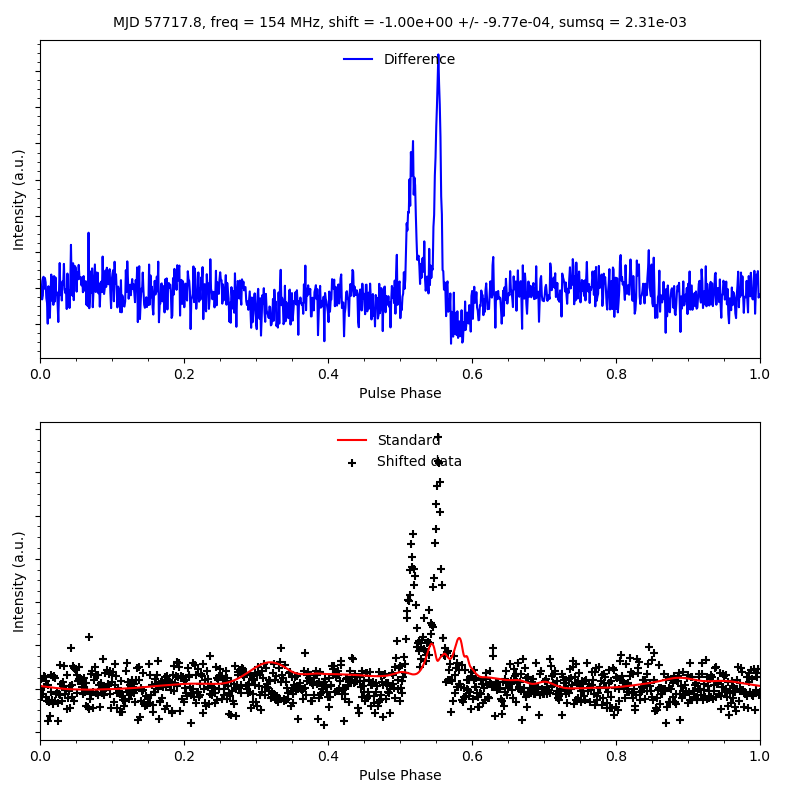 MJD 57717.8, freq = 154 MHz, shift = -1.00e+00 +/- -9.77e-04, sumsq = 2.31e-03
Difference
Intensity (a.u.)
0.0 0.2 0.4 0.6 0.8 1.0
Pulse Phase
Standard
Shifted data
Intensity (a.u.)
0.0 0.2 0.4 0.6 0.8 1.0
Pulse Phase